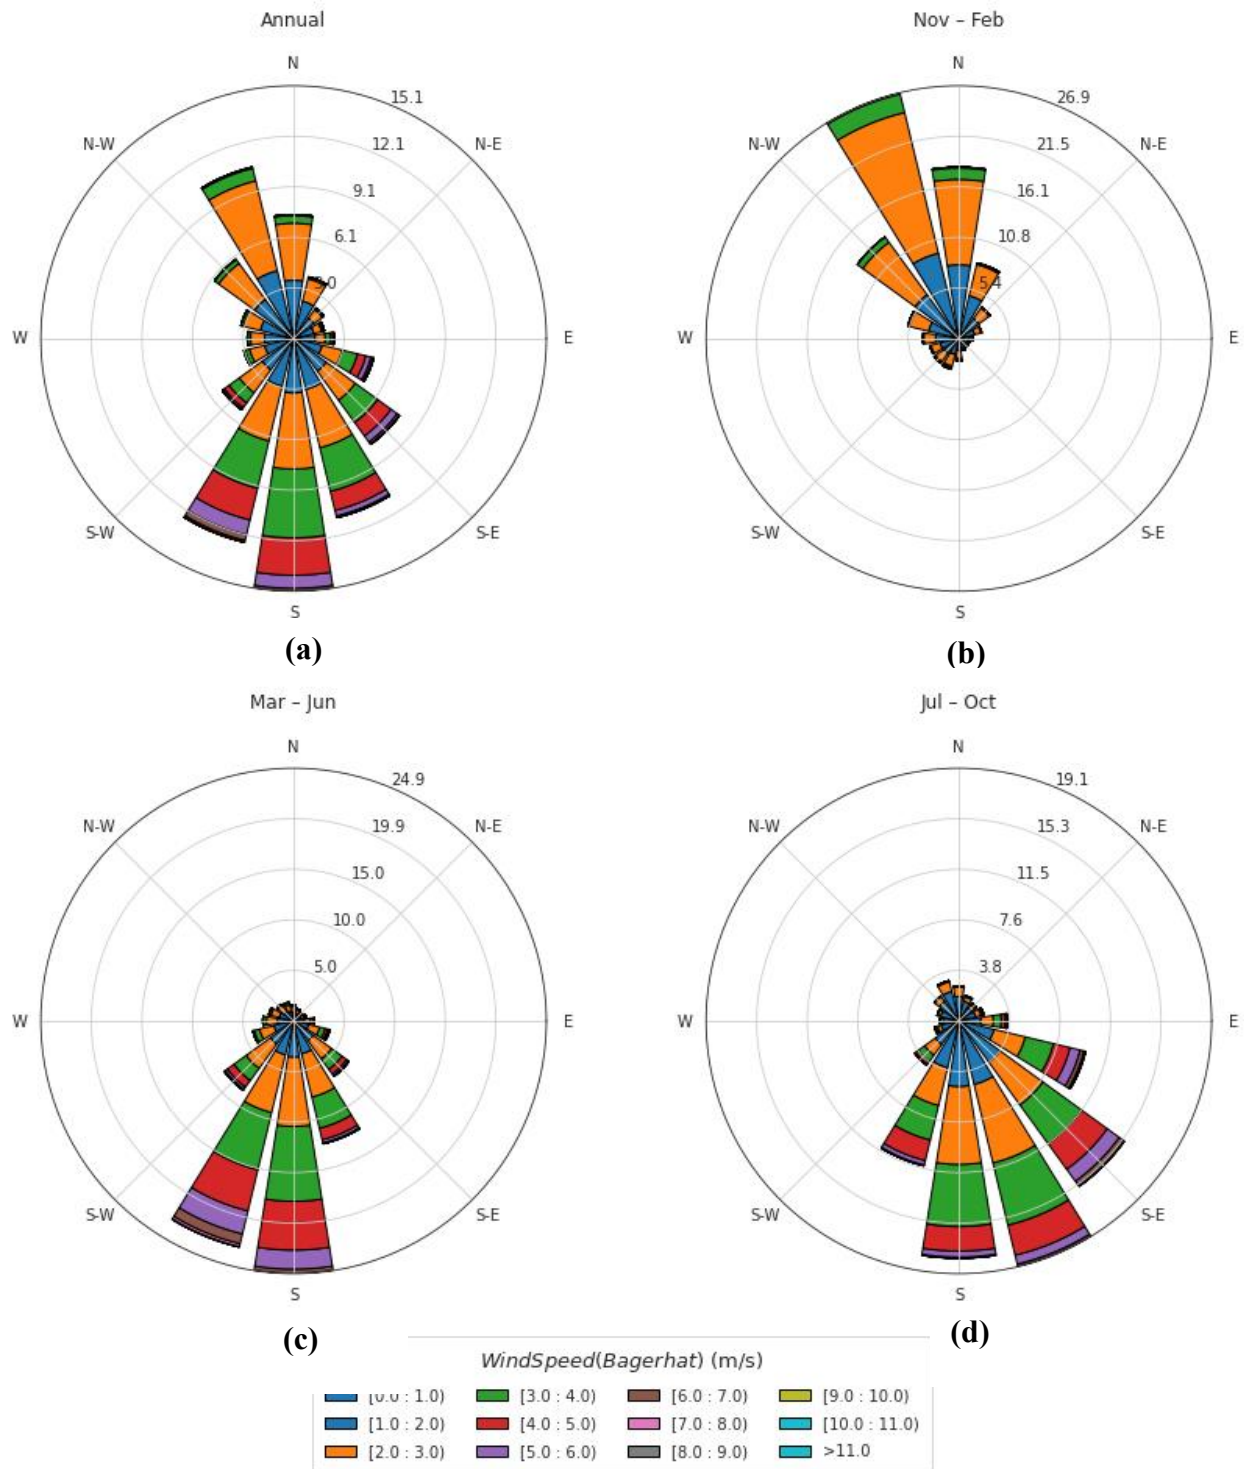 Annual
Nov – Feb
N
N
15.1
26.9
N-W
12.1
N-E
N-W
21.5
N-E
9.1
16.1
6.1
10.8
3.0
5.4
W
E
W
E
S-W
S-E
S-W
S-E
S
S
(a)
(b)
Mar – Jun
Jul – Oct
N
N
24.9
19.1
N-W
19.9
N-E
N-W
15.3
N-E
15.0
11.5
10.0
7.6
5.0
3.8
W
E
W
E
S-W
S-E
S-W
S-E
S
S
(c)
(d)
WindSpeed(Bagerhat) (m/s)
[0.0 : 1.0) [3.0 : 4.0) [6.0 : 7.0) [9.0 : 10.0)
[1.0 : 2.0) [4.0 : 5.0) [7.0 : 8.0) [10.0 : 11.0)
[2.0 : 3.0) [5.0 : 6.0) [8.0 : 9.0) >11.0